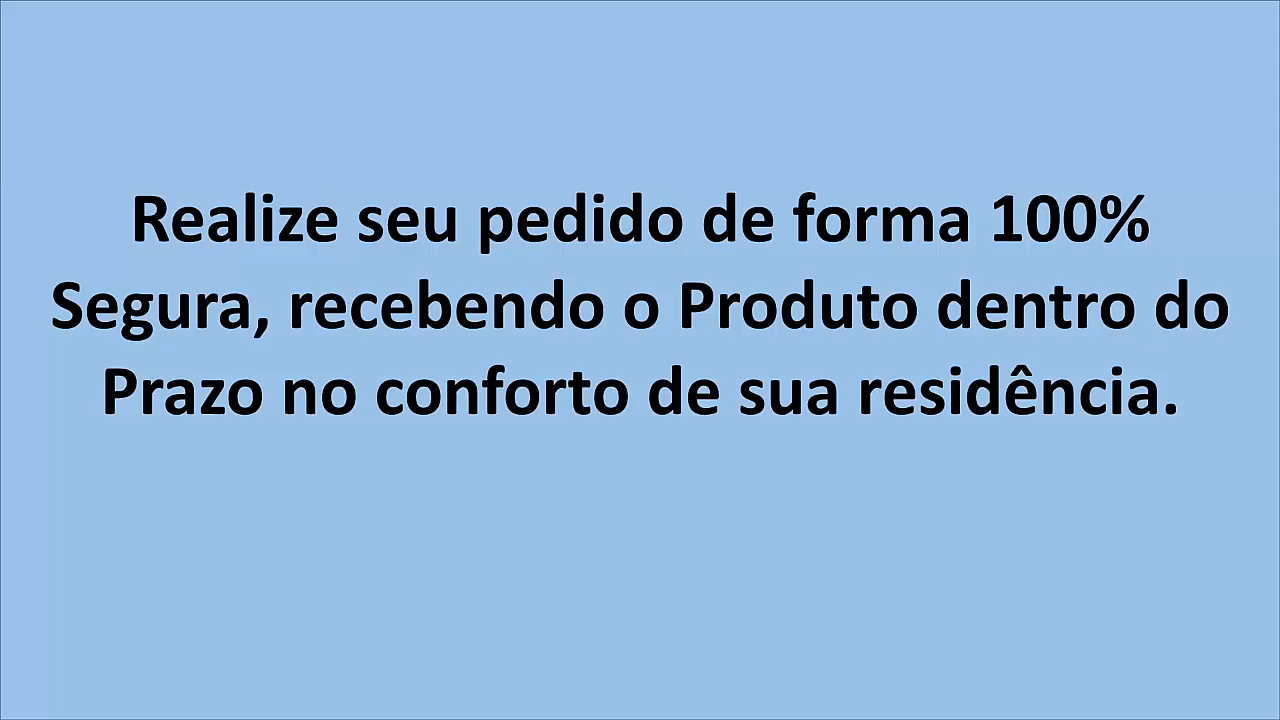 Realize seu pedido de forma 100%
Segura, recebendo o Produto dentro do
Prazo no conforto de sua residência.